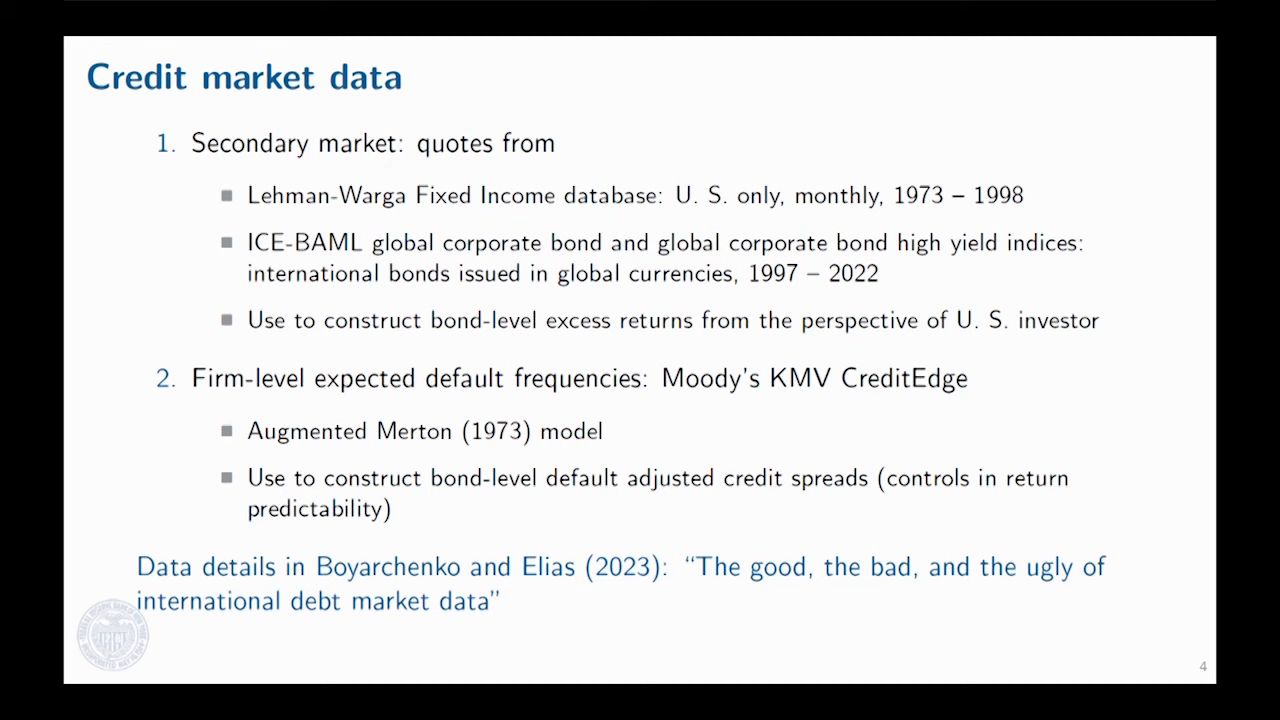 Credit market data
1. Secondary market: quotes from
Lehman-Warga Fixed Income database: U. S. only, monthly, 1973 – 1998
ICE-BAML global corporate bond and global corporate bond high yield indices:
international bonds issued in global currencies, 1997 – 2022
Use to construct bond-level excess returns from the perspective of U. S. investor
2. Firm-level expected default frequencies: Moody's KMV CreditEdge
Augmented Merton (1973) model
Use to construct bond-level default adjusted credit spreads (controls in return
predictability)
Data details in Boyarchenko and Elias (2023): “The good, the bad, and the ugly of
international debt market data”
4